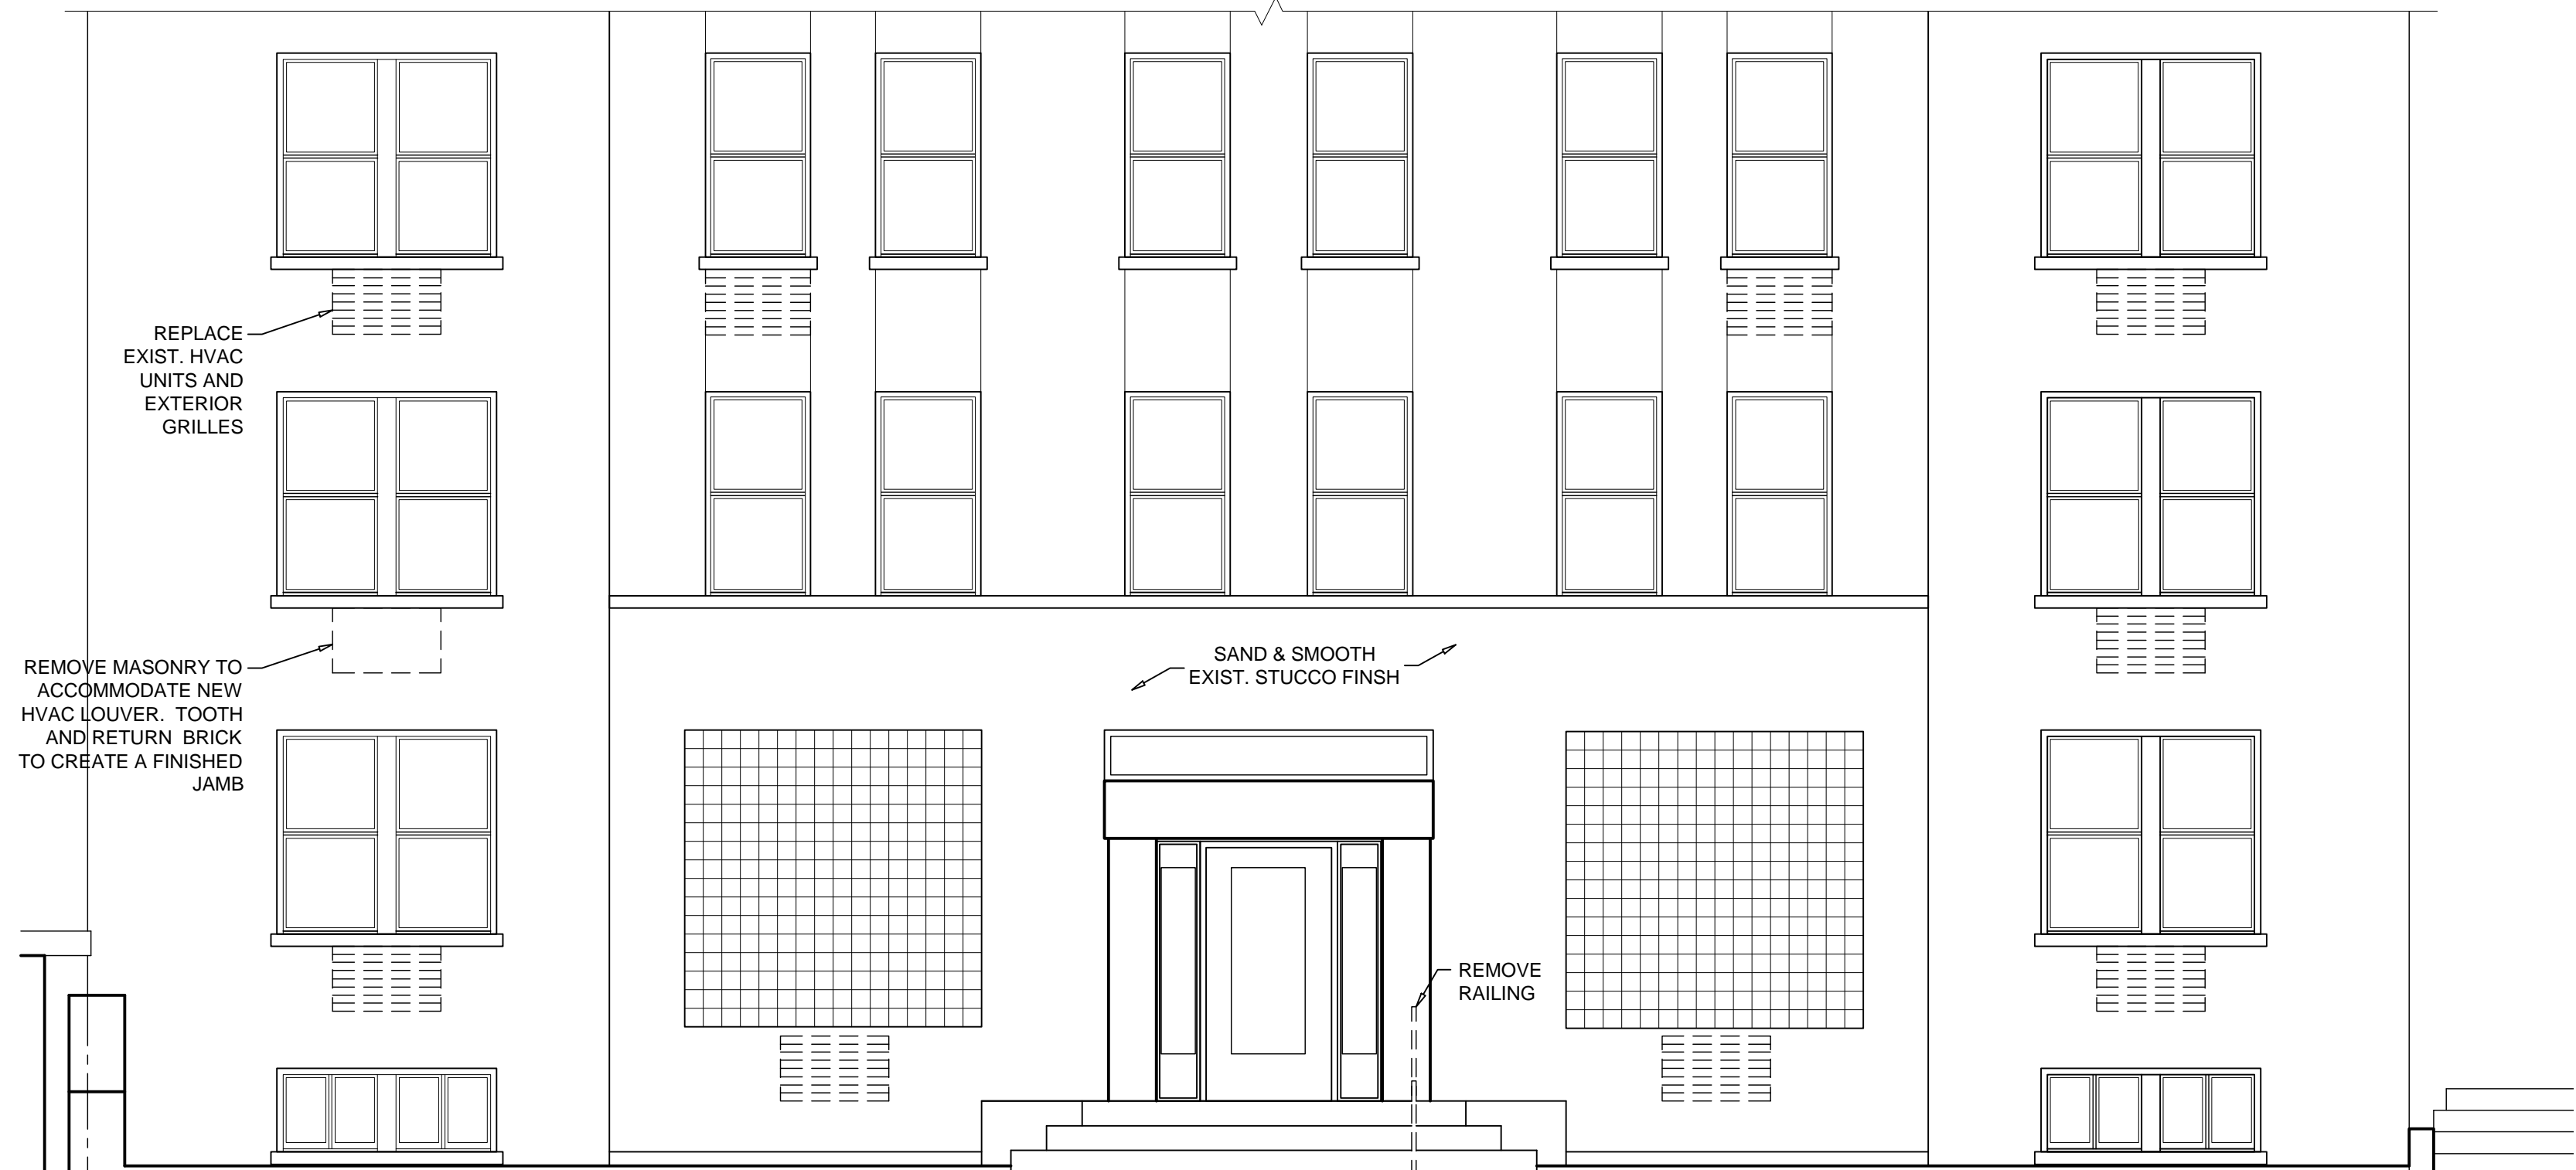 REPLACE
EXIST. HVAC
UNITS AND
EXTERIOR
GRILLES
REMOVE MASONRY TO
ACCOMMODATE NEW
HVAC LOUVER. TOOTH
AND RETURN BRICK
TO CREATE A FINISHED
JAMB
SAND & SMOOTH
EXIST. STUCCO FINSH
REMOVE
RAILING